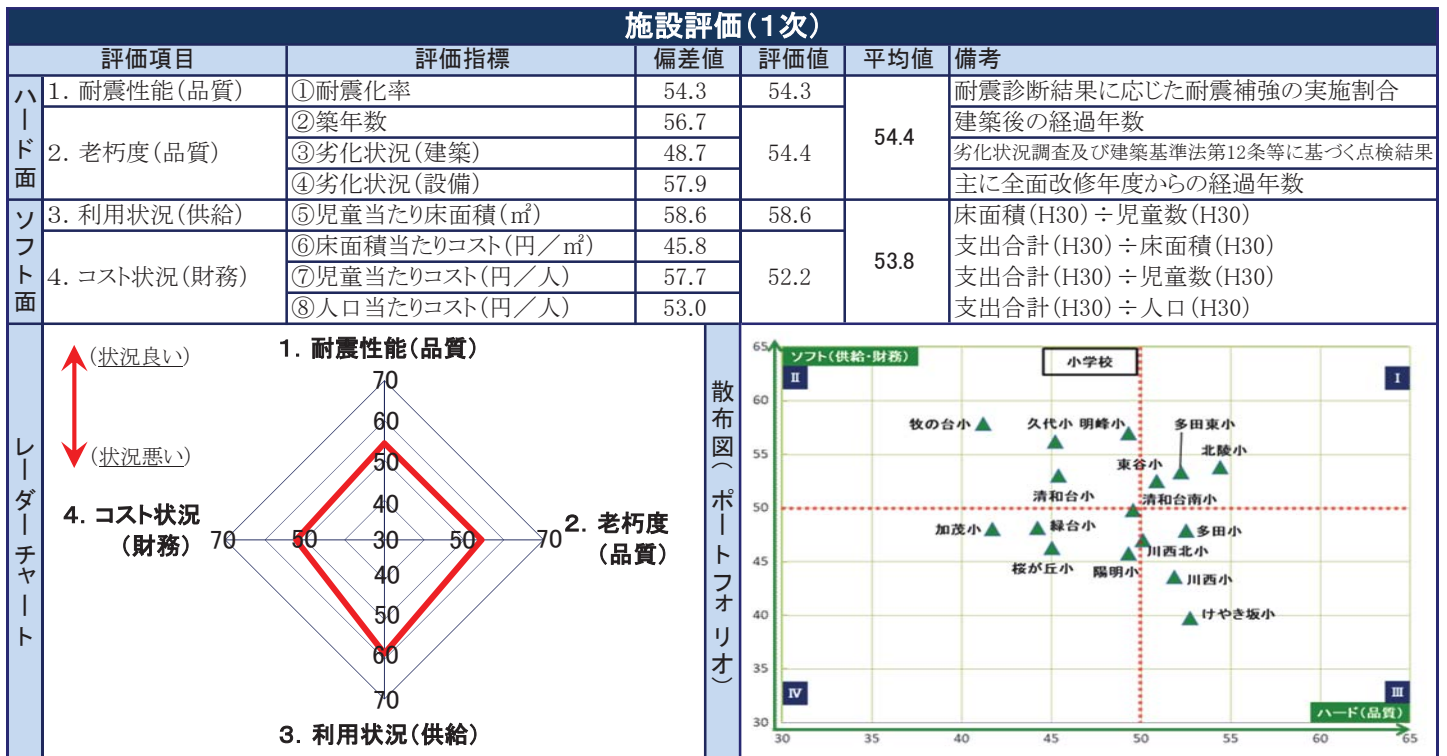 施設評価(1次)
評価項目 評価指標 偏差値 評価値 平均値 備考
ハード面
1. 耐震性能(品質) ①耐震化率 54.3 54.3 54.4 耐震診断結果に応じた耐震補強の実施割合
2. 老朽度(品質) ②築年数 56.7 54.4 建築後の経過年数
③劣化状況(建築) 48.7 劣化状況調査及び建築基準法第12条等に基づく点検結果
④劣化状況(設備) 57.9 主に全面改修年度からの経過年数
ソフト面
3. 利用状況(供給) ⑤児童当たり床面積(㎡) 58.6 58.6 53.8 床面積(H30)÷児童数(H30)
4. コスト状況(財務) ⑥床面積当たりコスト(円/㎡) 45.8 52.2 支出合計(H30)÷床面積(H30)
⑦児童当たりコスト(円/人) 57.7 支出合計(H30)÷児童数(H30)
⑧人口当たりコスト(円/人) 53.0 支出合計(H30)÷人口(H30)
レーダーチャート
(状況良い)
(状況悪い)
1. 耐震性能(品質)
70
60
50
40
30
40
50
60
70
70
50
50
70
2. 老朽度
(品質)
4. コスト状況
(財務)
3. 利用状況(供給)
散布図(ポートフォリオ)
ソフト(供給・財務)
小学校
II
I
IV
III
牧の台小
久代小
明峰小
多田東小
北陵小
東谷小
清和台小
清和台南小
加茂小
緑台小
多田小
川西北小
桜が丘小
陽明小
川西小
けやき坂小
ハード(品質)
65
60
55
50
45
40
35
30
30 35 40 45 50 55 60 65